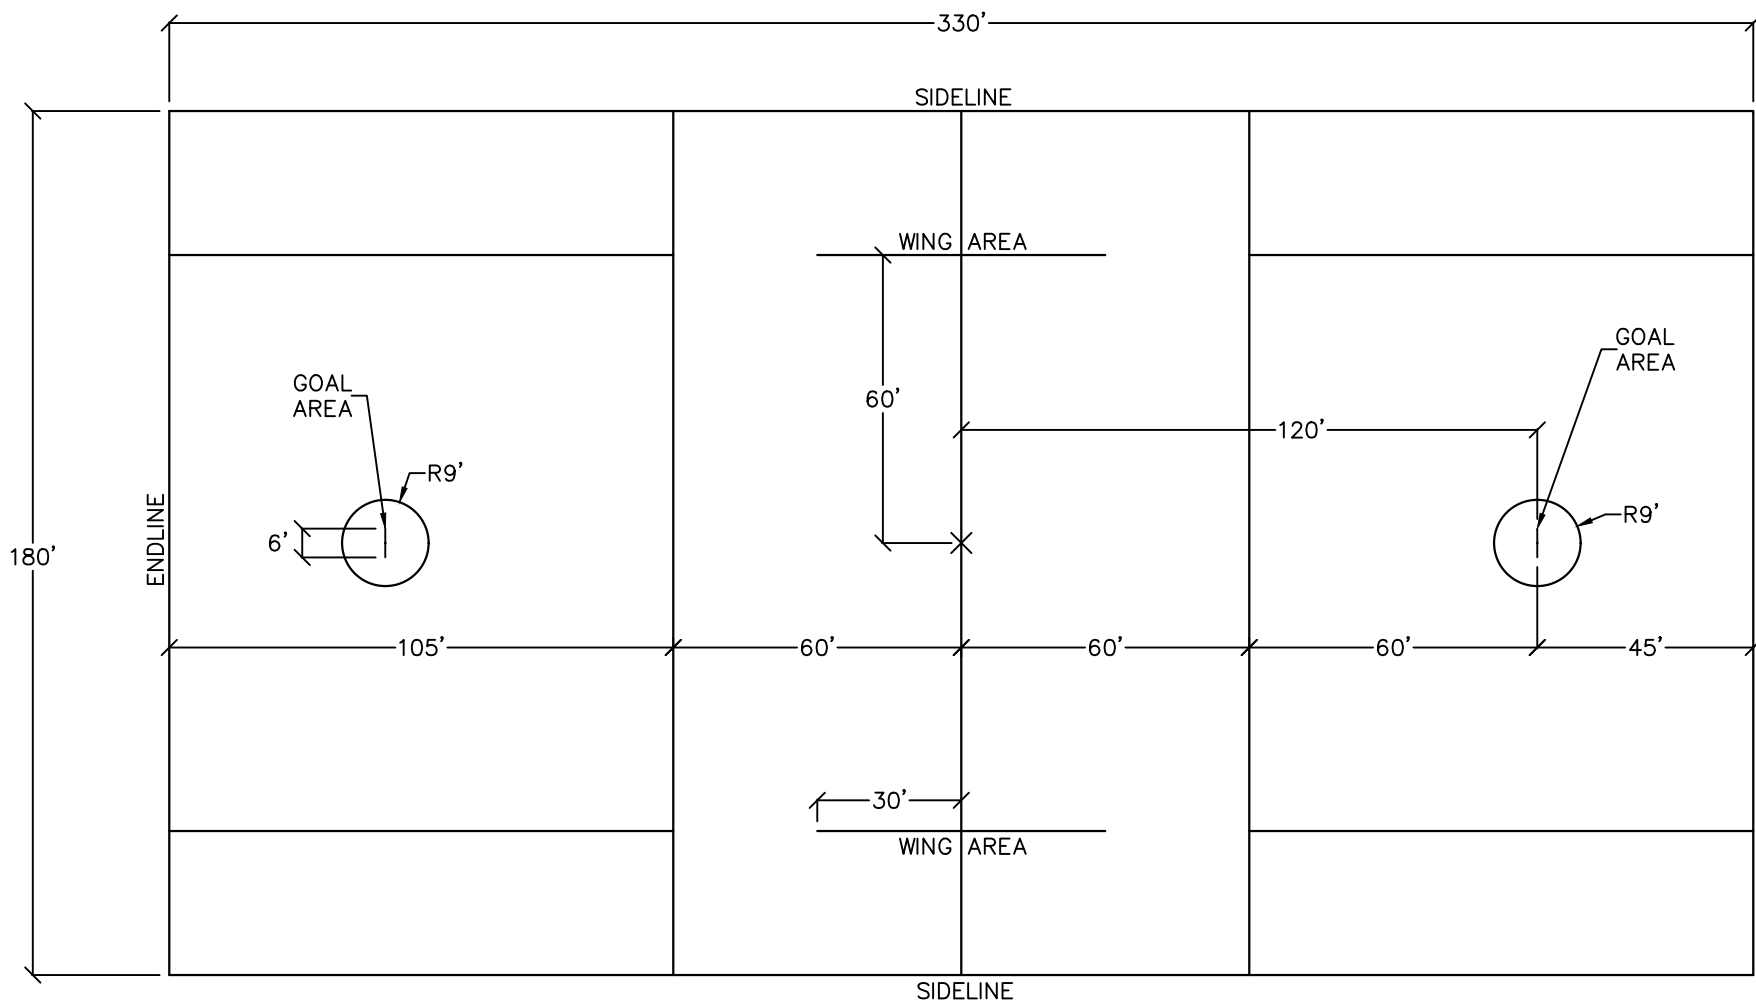 330'
SIDELINE
WING AREA
GOAL
AREA
GOAL
AREA
60'
120'
R9'
R9'
ENDLINE
6'
180'
105'
60'
60'
60'
45'
30'
WING AREA
SIDELINE